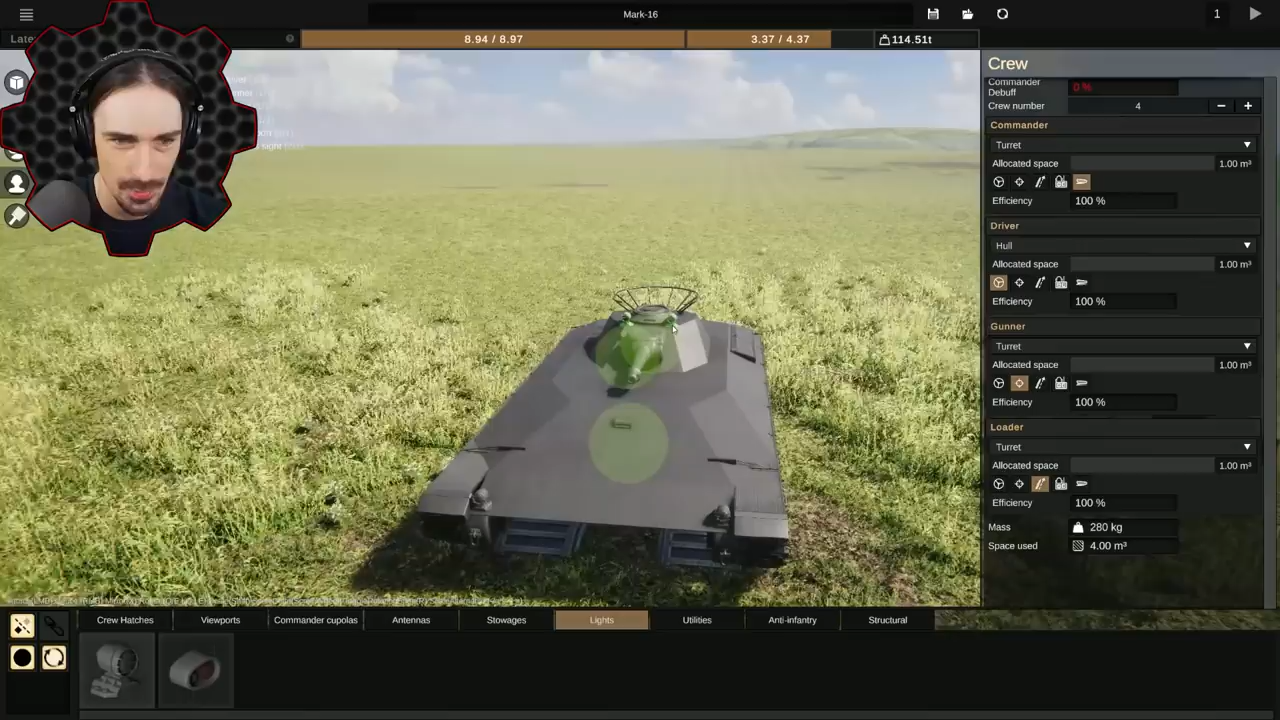 Mark-16
1
Late
8.94 / 8.97
3.37 / 4.37
114.51t
Crew
Commander
Debuff
0 %
Crew number
4
Commander
Turret
Allocated space
1.00 m³
Efficiency
100 %
Driver
Hull
Allocated space
1.00 m³
Efficiency
100 %
Gunner
Turret
Allocated space
1.00 m³
Efficiency
100 %
Loader
Turret
Allocated space
1.00 m³
Efficiency
100 %
Mass
280 kg
Space used
4.00 m³
Crew Hatches
Viewports
Commander cupolas
Antennas
Stowages
Lights
Utilities
Anti-infantry
Structural